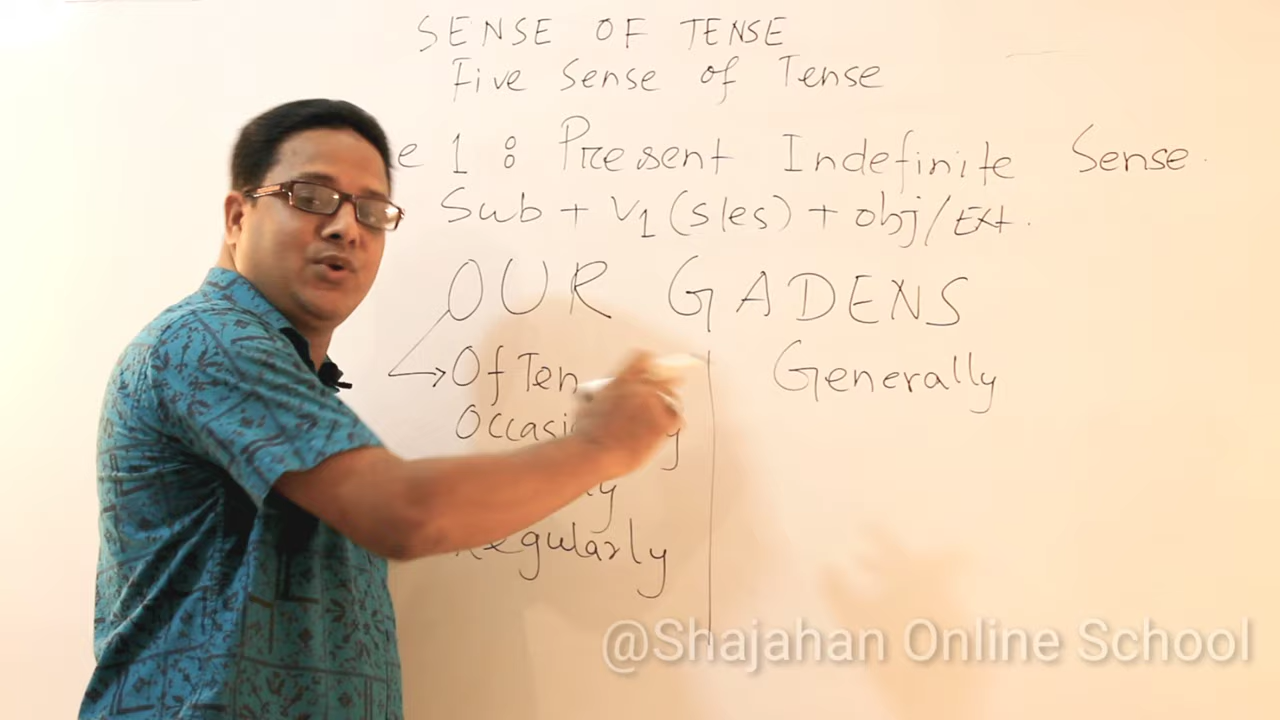 SENSE OF TENSE
Five Sense of Tense
e 1 : Present Indefinite Sense.
Sub + V1 (s/es) + obj/Ext.
OUR GADENS
Often
Generally
Regularly
@Shajahan Online School